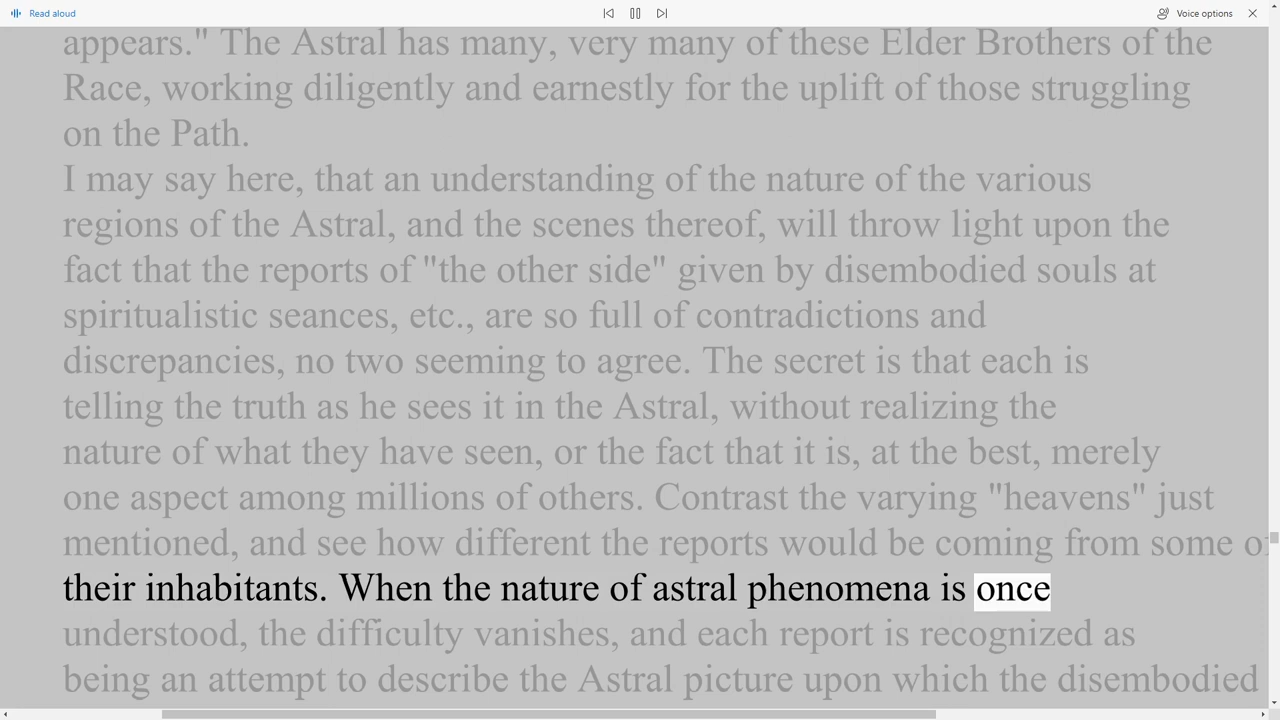 Read aloud
Voice options
appears." The Astral has many, very many of these Elder Brothers of the
Race, working diligently and earnestly for the uplift of those struggling
on the Path.
I may say here, that an understanding of the nature of the various
regions of the Astral, and the scenes thereof, will throw light upon the
fact that the reports of "the other side" given by disembodied souls at
spiritualistic seances, etc., are so full of contradictions and
discrepancies, no two seeming to agree. The secret is that each is
telling the truth as he sees it in the Astral, without realizing the
nature of what they have seen, or the fact that it is, at the best, merely
one aspect among millions of others. Contrast the varying "heavens" just
mentioned, and see how different the reports would be coming from some
their inhabitants. When the nature of astral phenomena is once
understood, the difficulty vanishes, and each report is recognized as
being an attempt to describe the Astral picture upon which the disembodied